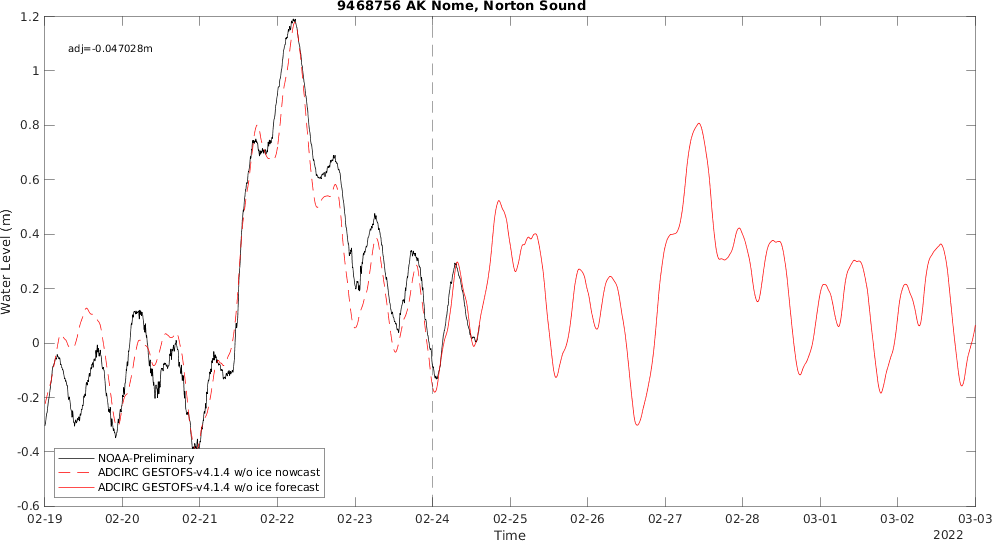 9468756 AK Nome, Norton Sound
adj=-0.047028m
Water Level (m)
1.2
1
0.8
0.6
0.4
0.2
0
-0.2
-0.4
-0.6
NOAA-Preliminary
ADCIRC GESTOFS-v4.1.4 w/o ice nowcast
ADCIRC GESTOFS-v4.1.4 w/o ice forecast
02-19 02-20 02-21 02-22 02-23 02-24 02-25 02-26 02-27 02-28 03-01 03-02 03-03
Time
2022